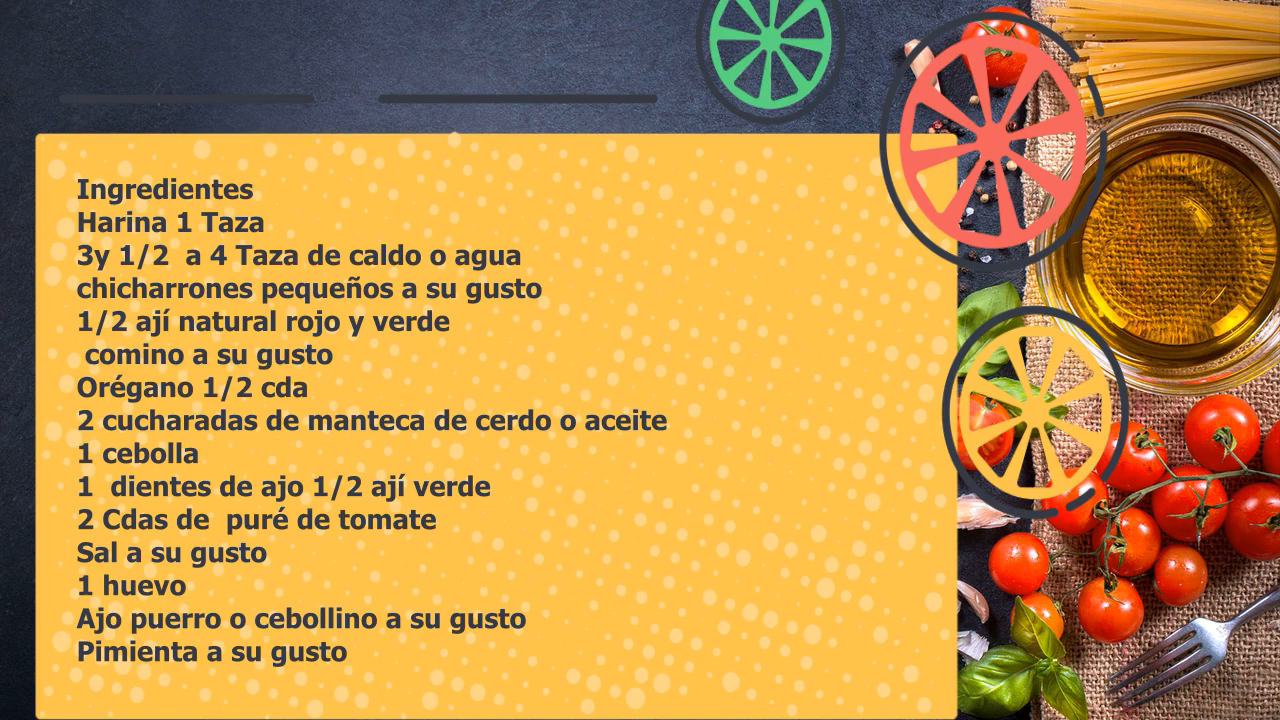 Ingredientes
Harina 1 Taza
3y 1/2  a 4 Taza de caldo o agua
chicharrones pequeños a su gusto
1/2 ají natural rojo y verde
comino a su gusto
Orégano 1/2 cda
2 cucharadas de manteca de cerdo o aceite
1 cebolla
1  dientes de ajo 1/2 ají verde
2 Cdas de  puré de tomate
Sal a su gusto
1 huevo
Ajo puerro o cebollino a su gusto
Pimienta a su gusto